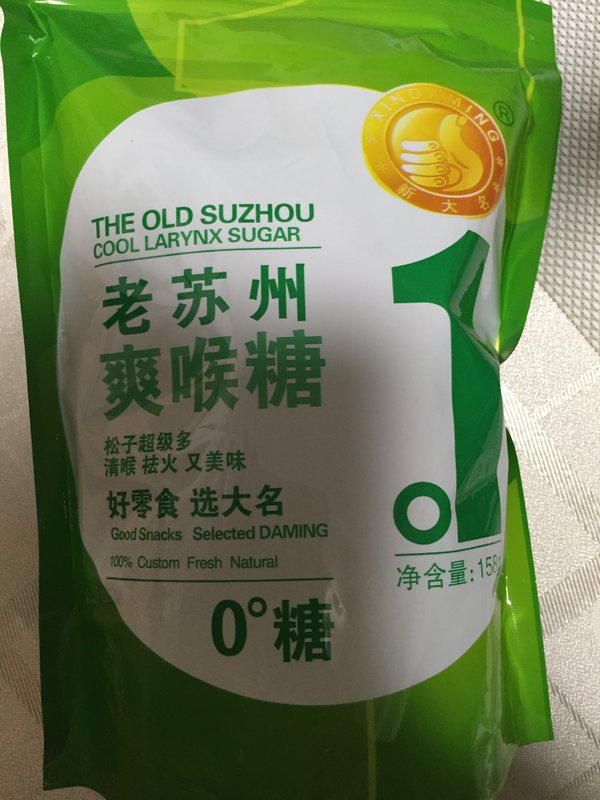 XINDAMING
®
新大名
THE OLD SUZHOU
COOL LARYNX SUGAR
老苏州
爽喉糖
松子超级多
清喉 祛火 又美味
好零食 选大名
Good Snacks Selected DAMING
100% Custom Fresh Natural
0°糖
1
净含量:158g